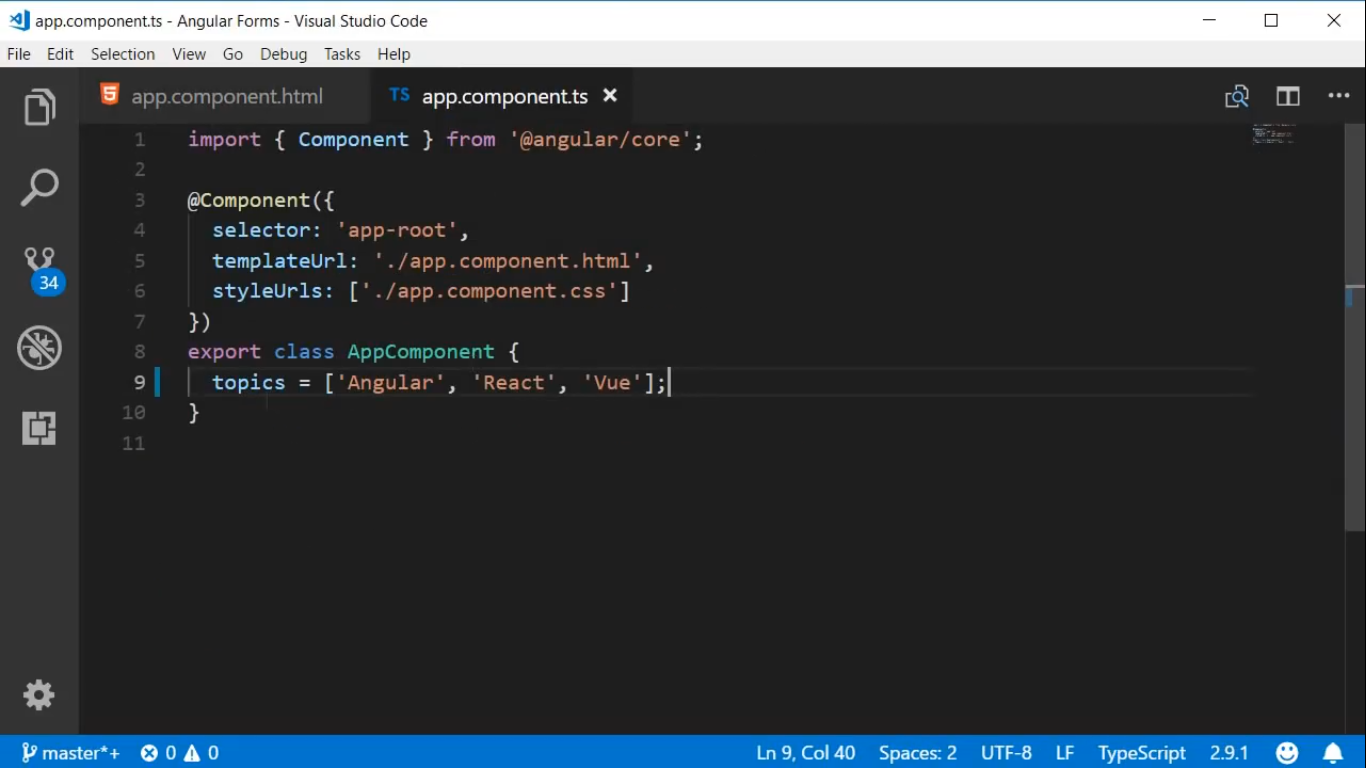 app.component.ts - Angular Forms - Visual Studio Code
File Edit Selection View Go Debug Tasks Help
app.component.html TS app.component.ts
1 import { Component } from '@angular/core';
2
3 @Component({
4 selector: 'app-root',
5 templateUrl: './app.component.html',
6 styleUrls: ['./app.component.css']
7 })
8 export class AppComponent {
9 topics = ['Angular', 'React', 'Vue'];
10 }
11
34
master*+ 0 0 Ln 9, Col 40 Spaces: 2 UTF-8 LF TypeScript 2.9.1